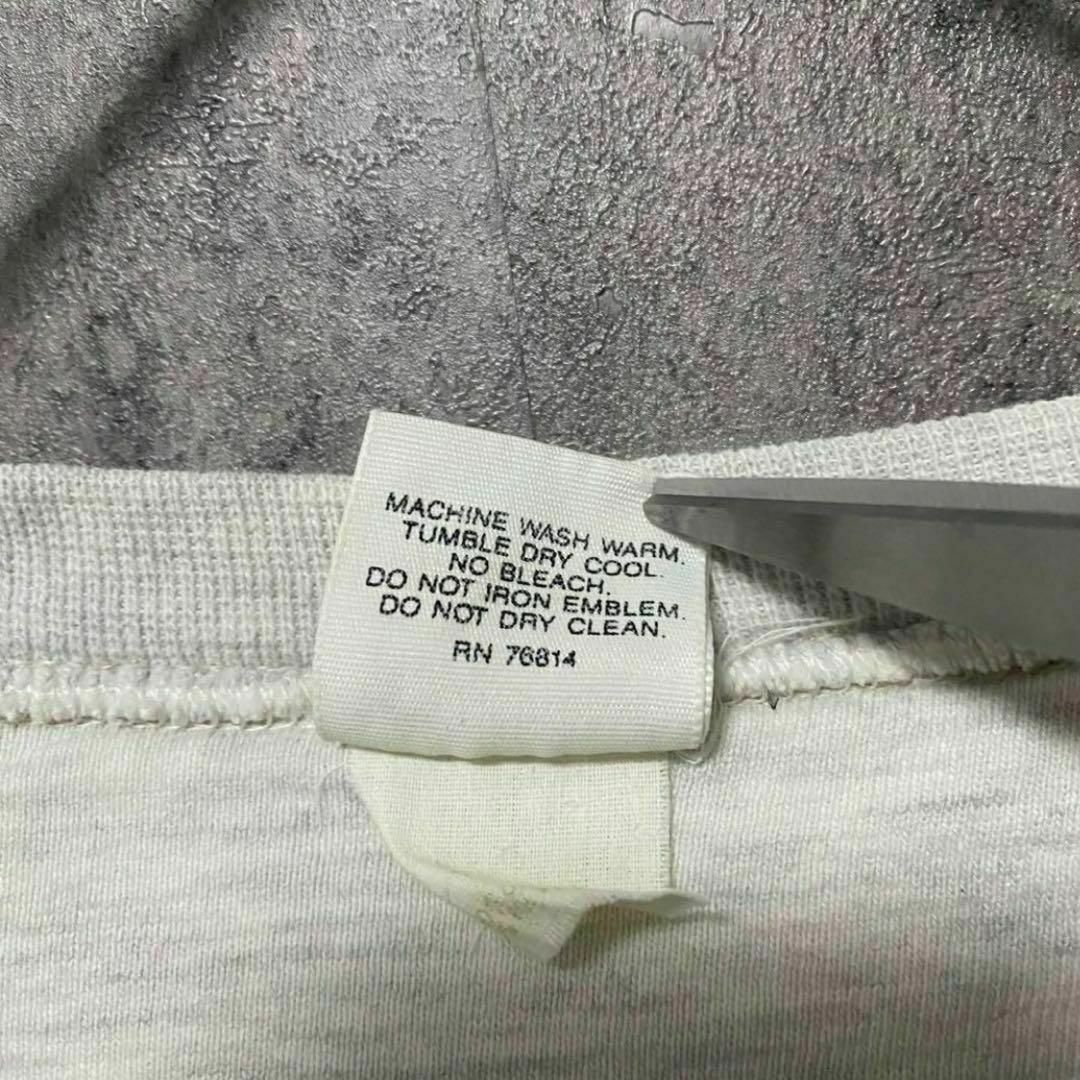 MACHINE WASH WARM.
TUMBLE DRY COOL.
NO BLEACH.
DO NOT IRON EMBLEM.
DO NOT DRY CLEAN.
RN 76814